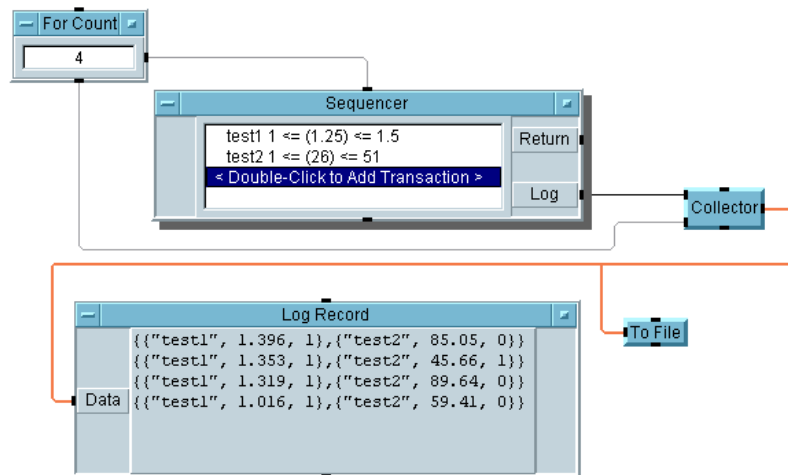 For Count
4
Sequencer
test1 1 <= (1.25) <= 1.5
test2 1 <= (26) <= 51
< Double-Click to Add Transaction >
Return
Log
Collector
Log Record
{{"test1", 1.396, 1},{"test2", 85.05, 0}}
{{"test1", 1.353, 1},{"test2", 45.66, 1}}
{{"test1", 1.319, 1},{"test2", 89.64, 0}}
{{"test1", 1.016, 1},{"test2", 59.41, 0}}
Data
To File